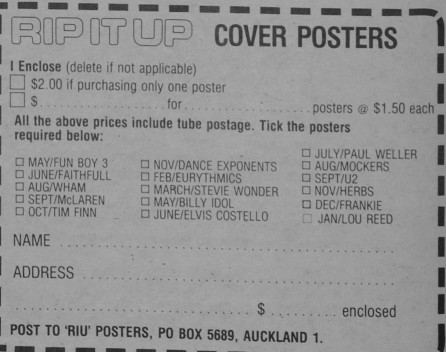 RIP IT UP COVER POSTERS
I Enclose (delete if not applicable)
☐ $2.00 if purchasing only one poster
☐ $..............for..............posters @ $1.50 each
All the above prices include tube postage. Tick the posters
required below:
☐ MAY/FUN BOY 3
☐ JUNE/FAITHFULL
☐ AUG/WHAM
☐ SEPT/McLAREN
☐ OCT/TIM FINN
☐ NOV/DANCE EXPONENTS
☐ FEB/EURYTHMICS
☐ MARCH/STEVIE WONDER
☐ MAY/BILLY IDOL
☐ JUNE/ELVIS COSTELLO
☐ JULY/PAUL WELLER
☐ AUG/MOCKERS
☐ SEPT/U2
☐ NOV/HERBS
☐ DEC/FRANKIE
☐ JAN/LOU REED
NAME
ADDRESS
$.......... enclosed
POST TO 'RIU' POSTERS, PO BOX 5689, AUCKLAND 1.